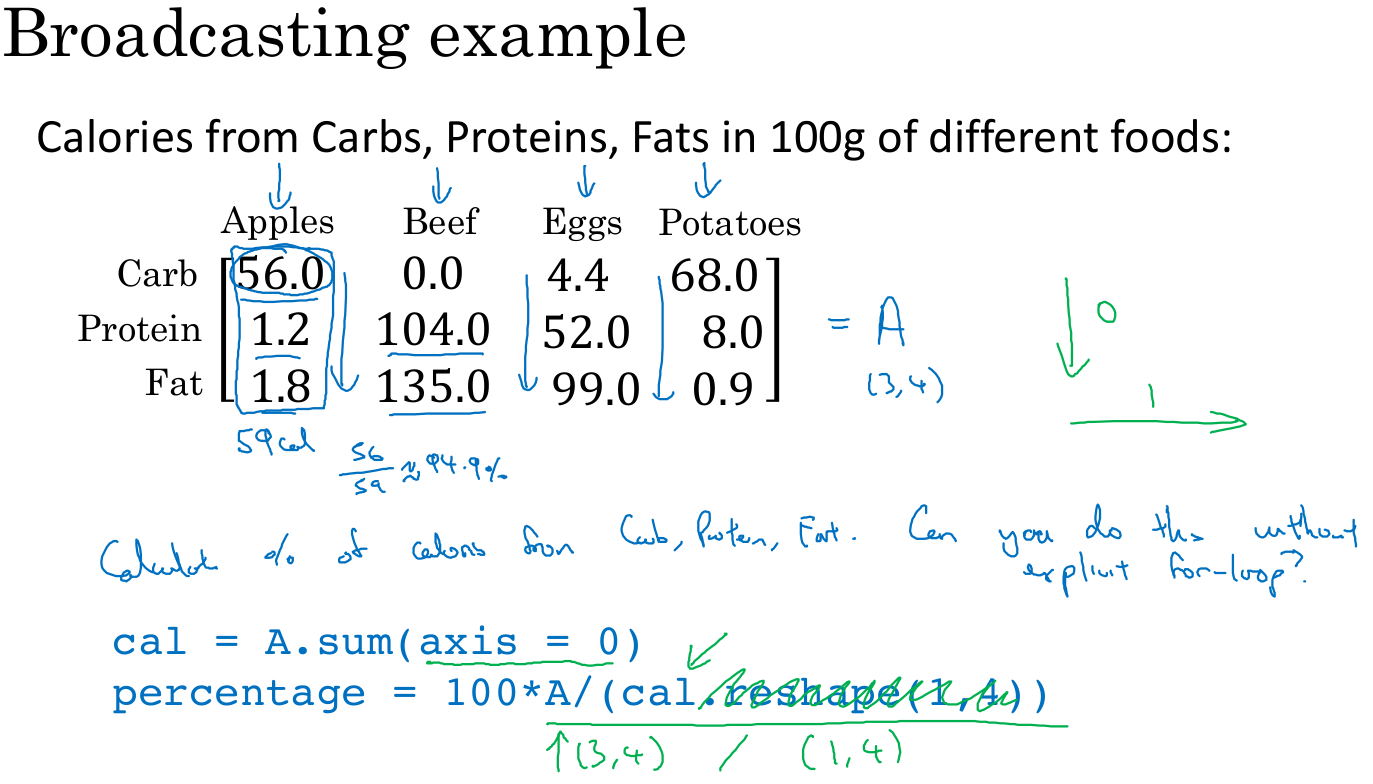 Broadcasting example
Calories from Carbs, Proteins, Fats in 100g of different foods:
Apples Beef Eggs Potatoes
Carb 56.0 0.0 4.4 68.0
Protein 1.2 104.0 52.0 8.0
Fat 1.8 135.0 99.0 0.9
= A
(3,4)
0
1
59 cal
56/59 ≈ 94.9%
Calculate % of calories from Carb, Protein, Fat. Can you do this without
explicit for-loop?
cal = A.sum(axis = 0)
percentage = 100*A/(cal.reshape(1,4))
(3,4) / (1,4)